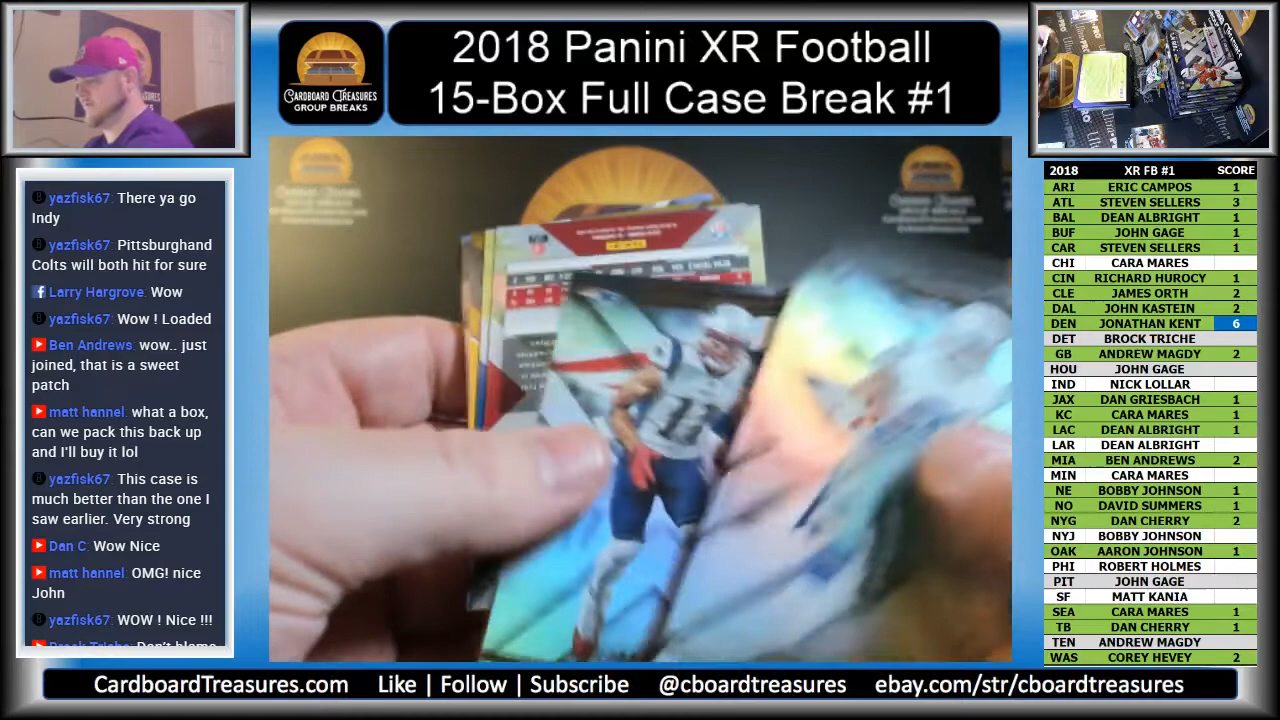 2018 Panini XR Football
15-Box Full Case Break #1
CARDBOARD TREASURES
GROUP BREAKS
yazfisk67: There ya go
Indy
yazfisk67: Pittsburghand
Colts will both hit for sure
Larry Hargrove: Wow
yazfisk67: Wow ! Loaded
Ben Andrews: wow.. just
joined, that is a sweet
patch
matt hannel: what a box,
can we pack this back up
and I'll buy it lol
yazfisk67: This case is
much better than the one I
saw earlier. Very strong
Dan C: Wow Nice
matt hannel: OMG! nice
John
yazfisk67: WOW ! Nice !!!
2018 XR FB #1 SCORE
ARI ERIC CAMPOS 1
ATL STEVEN SELLERS 3
BAL DEAN ALBRIGHT 1
BUF JOHN GAGE 1
CAR STEVEN SELLERS 1
CHI CARA MARES
CIN RICHARD HUROCY 1
CLE JAMES ORTH 2
DAL JOHN KASTEIN 2
DEN JONATHAN KENT 6
DET BROCK TRICHE
GB ANDREW MAGDY 2
HOU JOHN GAGE
IND NICK LOLLAR
JAX DAN GRIESBACH 1
KC CARA MARES 1
LAC DEAN ALBRIGHT 1
LAR DEAN ALBRIGHT
MIA BEN ANDREWS 2
MIN CARA MARES
NE BOBBY JOHNSON 1
NO DAVID SUMMERS 1
NYG DAN CHERRY 2
NYJ BOBBY JOHNSON
OAK AARON JOHNSON 1
PHI ROBERT HOLMES
PIT JOHN GAGE
SF MATT KANIA
SEA CARA MARES 1
TB DAN CHERRY 1
TEN ANDREW MAGDY
WAS COREY HEVEY 2
CardboardTreasures.com Like | Follow | Subscribe @cboardtreasures ebay.com/str/cboardtreasures